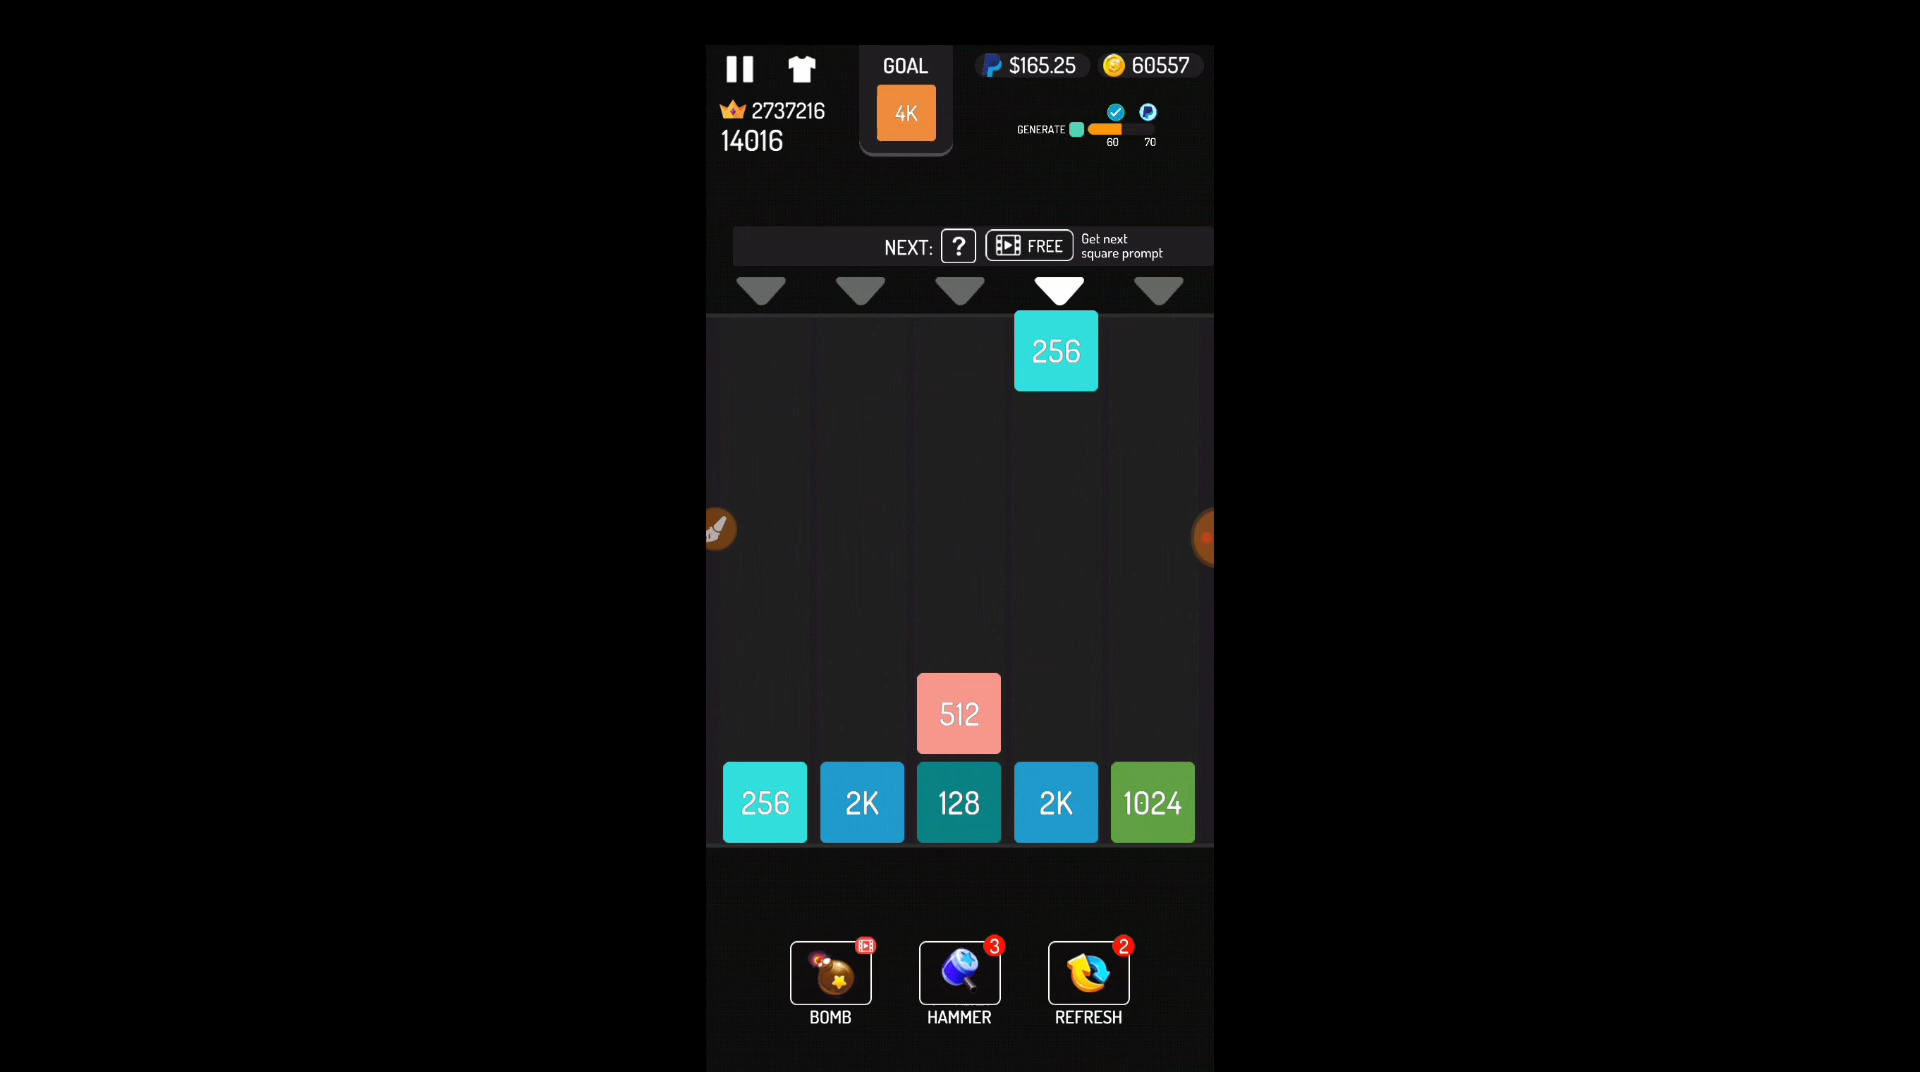 GOAL
$165.25
60557
2737216
4K
14016
GENERATE
60
70
NEXT:
?
FREE
Get next
square prompt
256
512
256
2K
128
2K
1024
3
2
BOMB
HAMMER
REFRESH